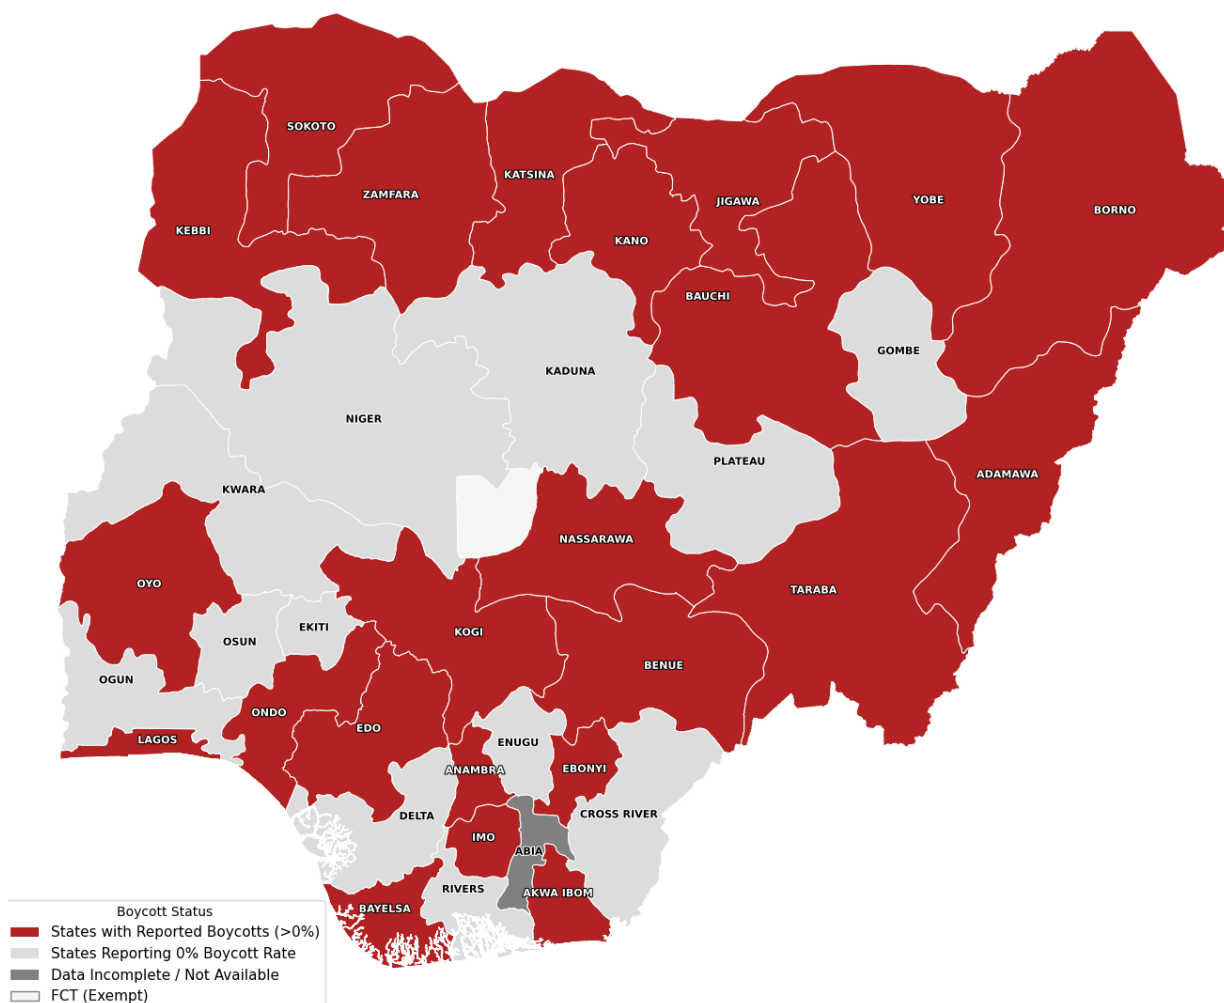 SOKOTO
KATSINA
ZAMFARA
JIGAWA
YOBE
BORNO
KEBBI
KANO
BAUCHI
GOMBE
KADUNA
NIGER
PLATEAU
ADAMAWA
KWARA
NASSARAWA
OYO
TARABA
EKITI
KOGI
OSUN
BENUE
OGUN
ONDO
EDO
LAGOS
ENUGU
ANAMBRA
EBONYI
DELTA
CROSS RIVER
IMO
ABIA
RIVERS
AKWA IBOM
BAYELSA
Boycott Status
States with Reported Boycotts (>0%)
States Reporting 0% Boycott Rate
Data Incomplete / Not Available
FCT (Exempt)